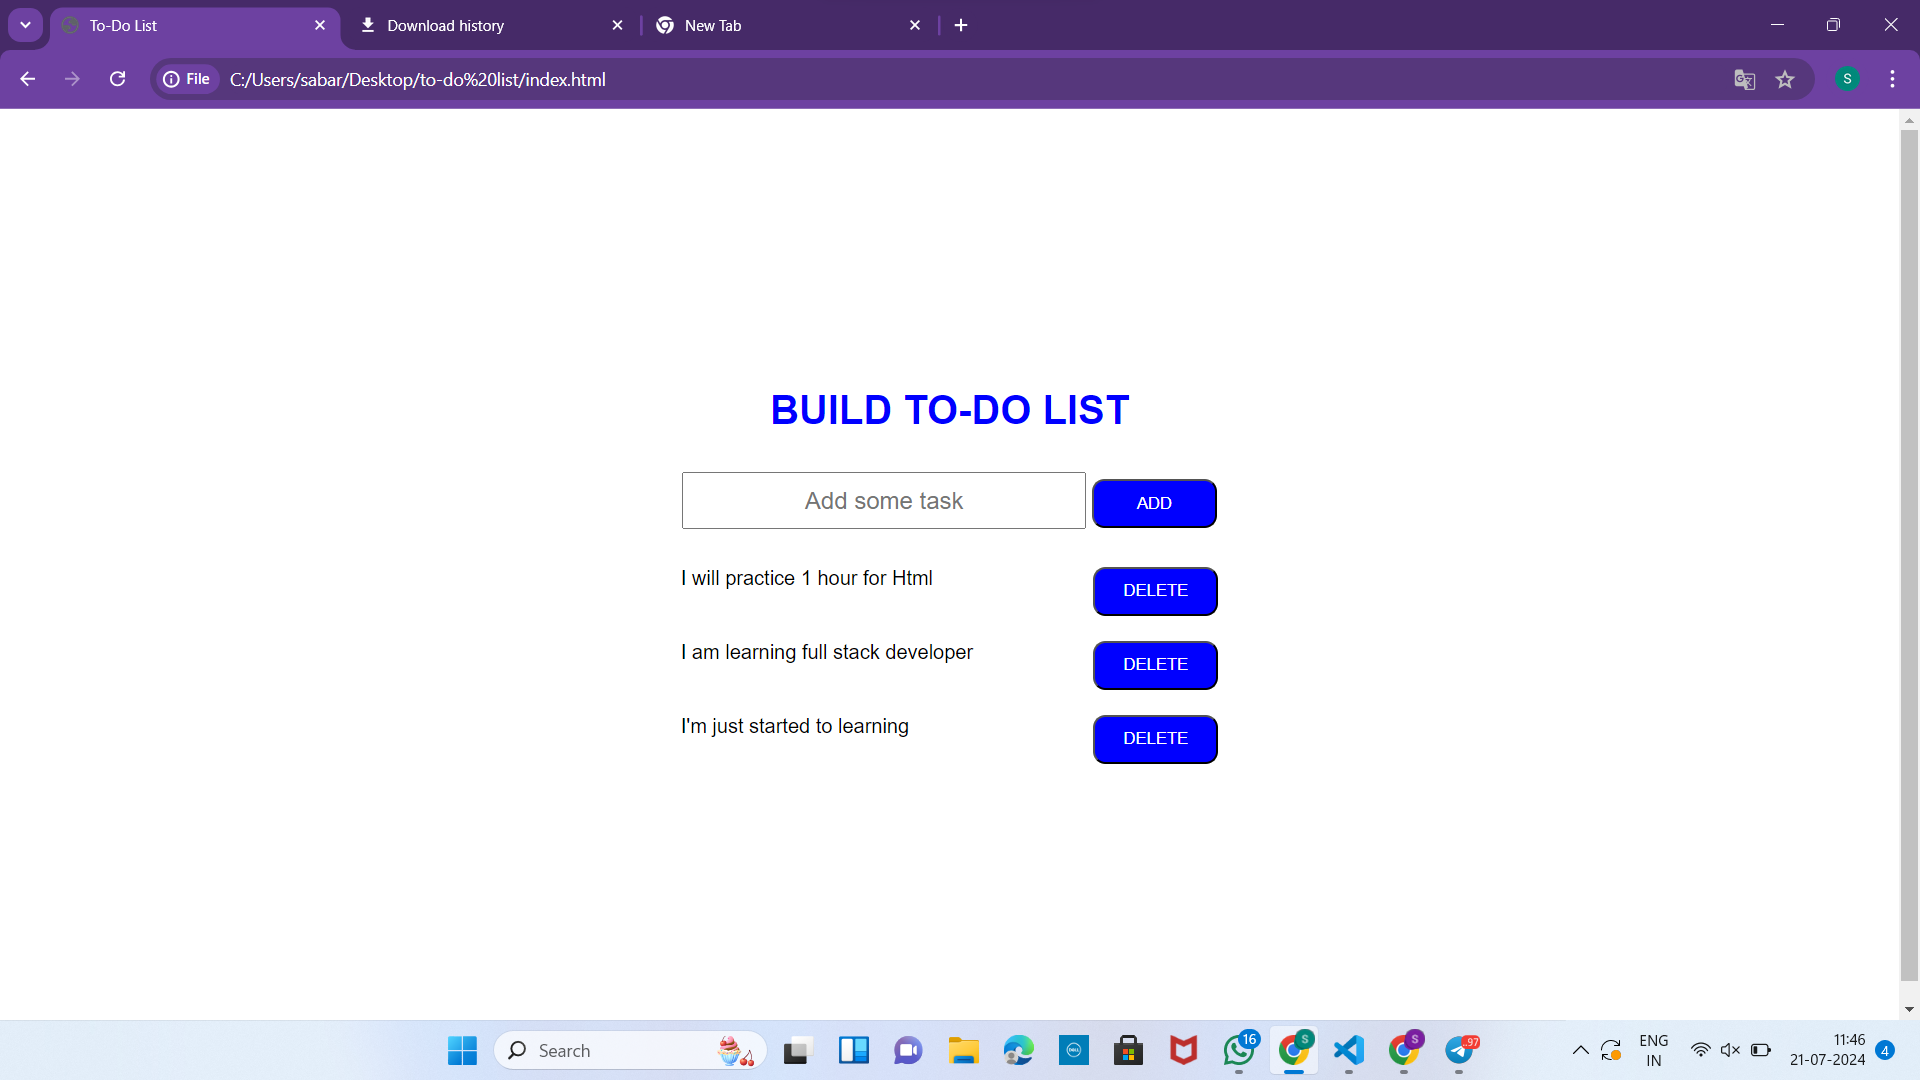 To-Do List
Download history
New Tab
File
C:/Users/sabar/Desktop/to-do%20list/index.html
S
BUILD TO-DO LIST
Add some task
ADD
I will practice 1 hour for Html
DELETE
I am learning full stack developer
DELETE
I'm just started to learning
DELETE
Search
DELL
16
S
S
97
ENG
IN
11:46
21-07-2024
4